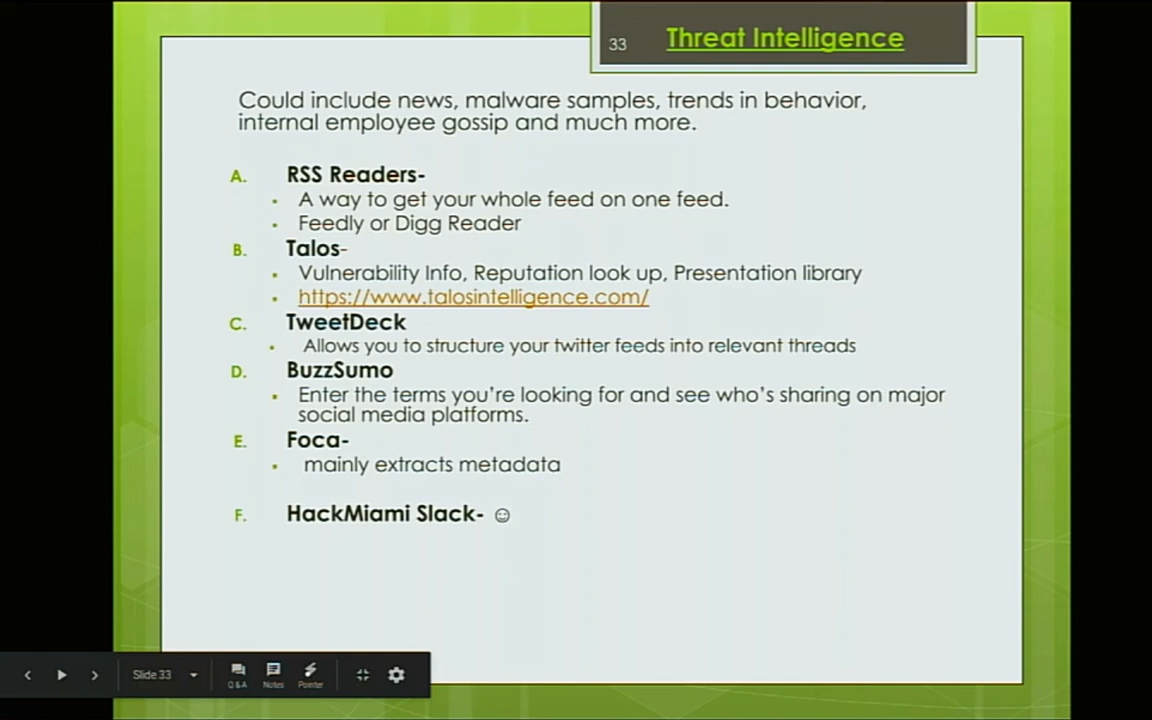 33
Threat Intelligence
Could include news, malware samples, trends in behavior,
internal employee gossip and much more.
A. RSS Readers-
▪ A way to get your whole feed on one feed.
▪ Feedly or Digg Reader
B. Talos-
▪ Vulnerability Info, Reputation look up, Presentation library
▪ https://www.talosintelligence.com/
C. TweetDeck
▪ Allows you to structure your twitter feeds into relevant threads
D. BuzzSumo
▪ Enter the terms you’re looking for and see who’s sharing on major
social media platforms.
E. Foca-
▪ mainly extracts metadata
F. HackMiami Slack- ☺
Slide 33
Q & A
Notes
Pointer